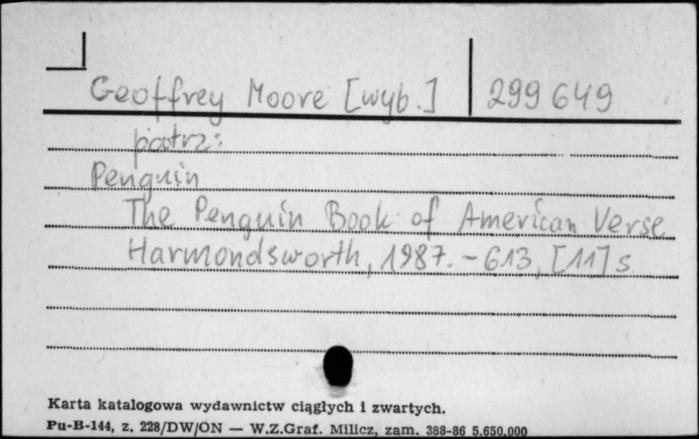 Geoffrey Moore [wyb.] 299 649
patrz:
Penguin
The Penguin Book of American Verse
Harmondsworth, 1987. - 613, [11] s
Karta katalogowa wydawnictw ciągłych i zwartych.
Pu-B-144, z. 228/DW/ON — W.Z.Graf. Milicz, zam. 388-86 5.650.000